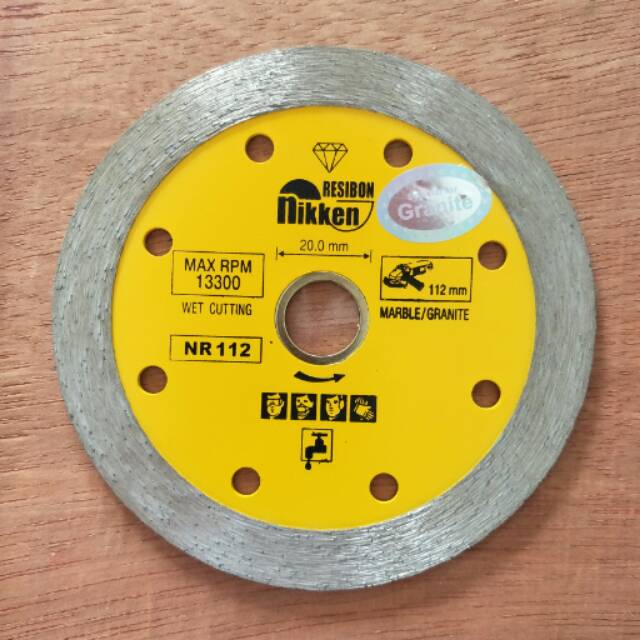 RESIBON
nikken
Granite
20.0 mm
MAX RPM
13300
WET CUTTING
112 mm
MARBLE/GRANITE
NR 112